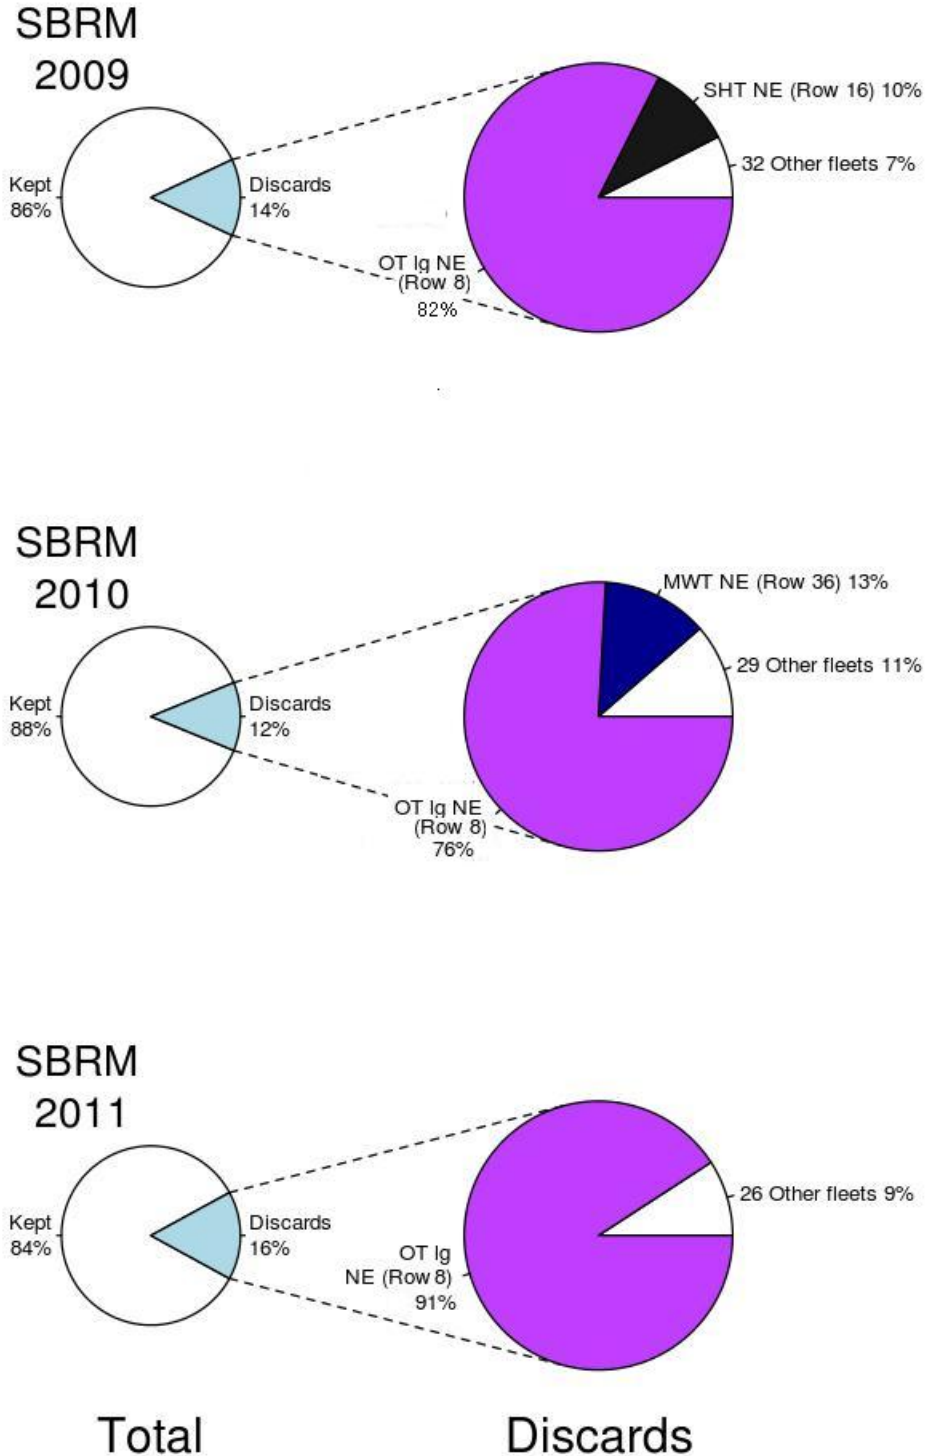 SBRM
2009
Kept
86%
Discards
14%
OT lg NE
(Row 8)
82%
SHT NE (Row 16) 10%
32 Other fleets 7%
SBRM
2010
Kept
88%
Discards
12%
OT lg NE
(Row 8)
76%
MWT NE (Row 36) 13%
29 Other fleets 11%
SBRM
2011
Kept
84%
Discards
16%
OT lg
NE (Row 8)
91%
26 Other fleets 9%
Total
Discards